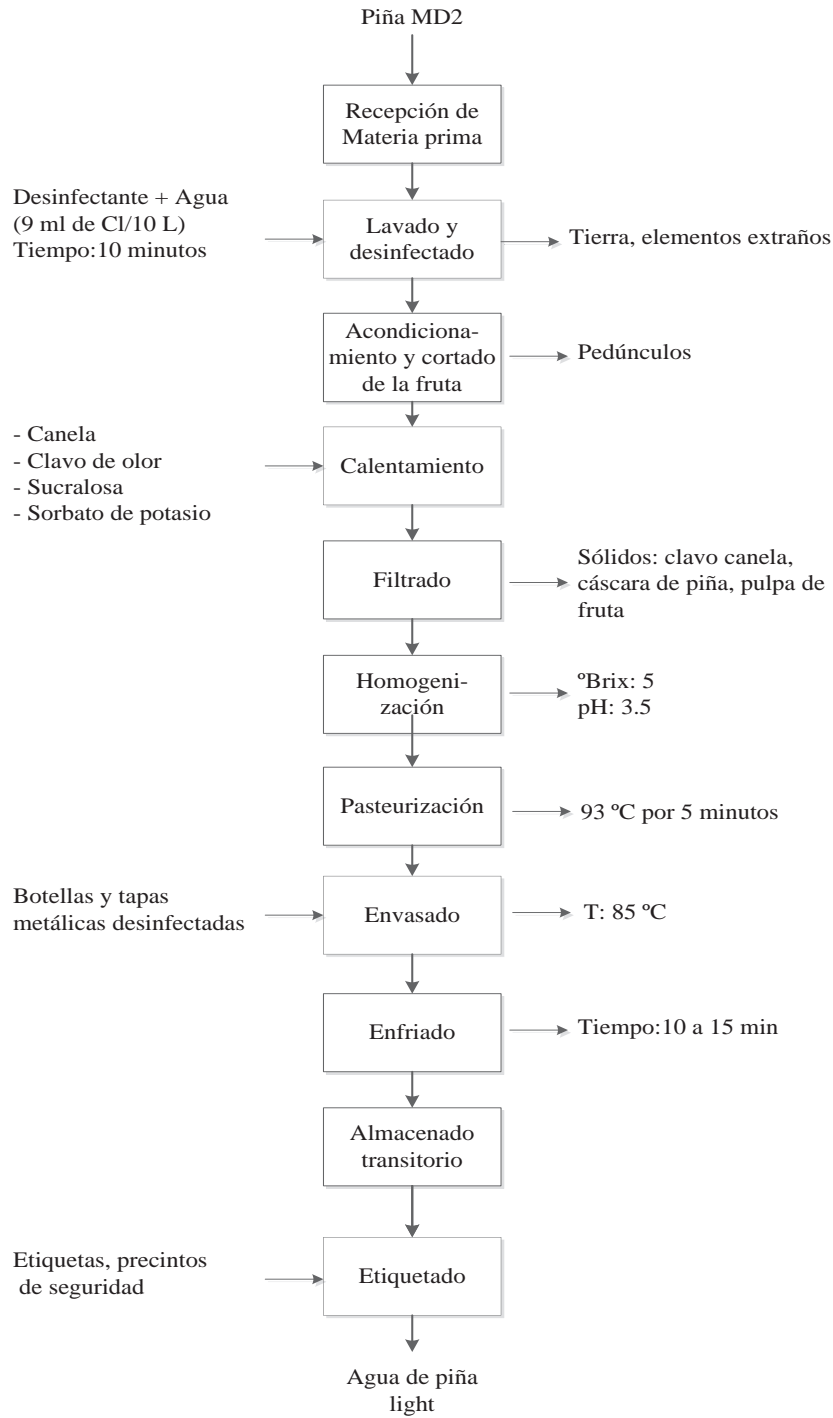 Piña MD2
Recepción de
Materia prima
Desinfectante + Agua
(9 ml de Cl/10 L)
Tiempo:10 minutos
Lavado y
desinfectado
Tierra, elementos extraños
Acondiciona-
miento y cortado
de la fruta
Pedúnculos
- Canela
- Clavo de olor
- Sucralosa
- Sorbato de potasio
Calentamiento
Filtrado
Sólidos: clavo canela,
cáscara de piña, pulpa de
fruta
Homogeni-
zación
ºBrix: 5
pH: 3.5
Pasteurización
93 ºC por 5 minutos
Botellas y tapas
metálicas desinfectadas
Envasado
T: 85 ºC
Enfriado
Tiempo:10 a 15 min
Almacenado
transitorio
Etiquetas, precintos
de seguridad
Etiquetado
Agua de piña
light